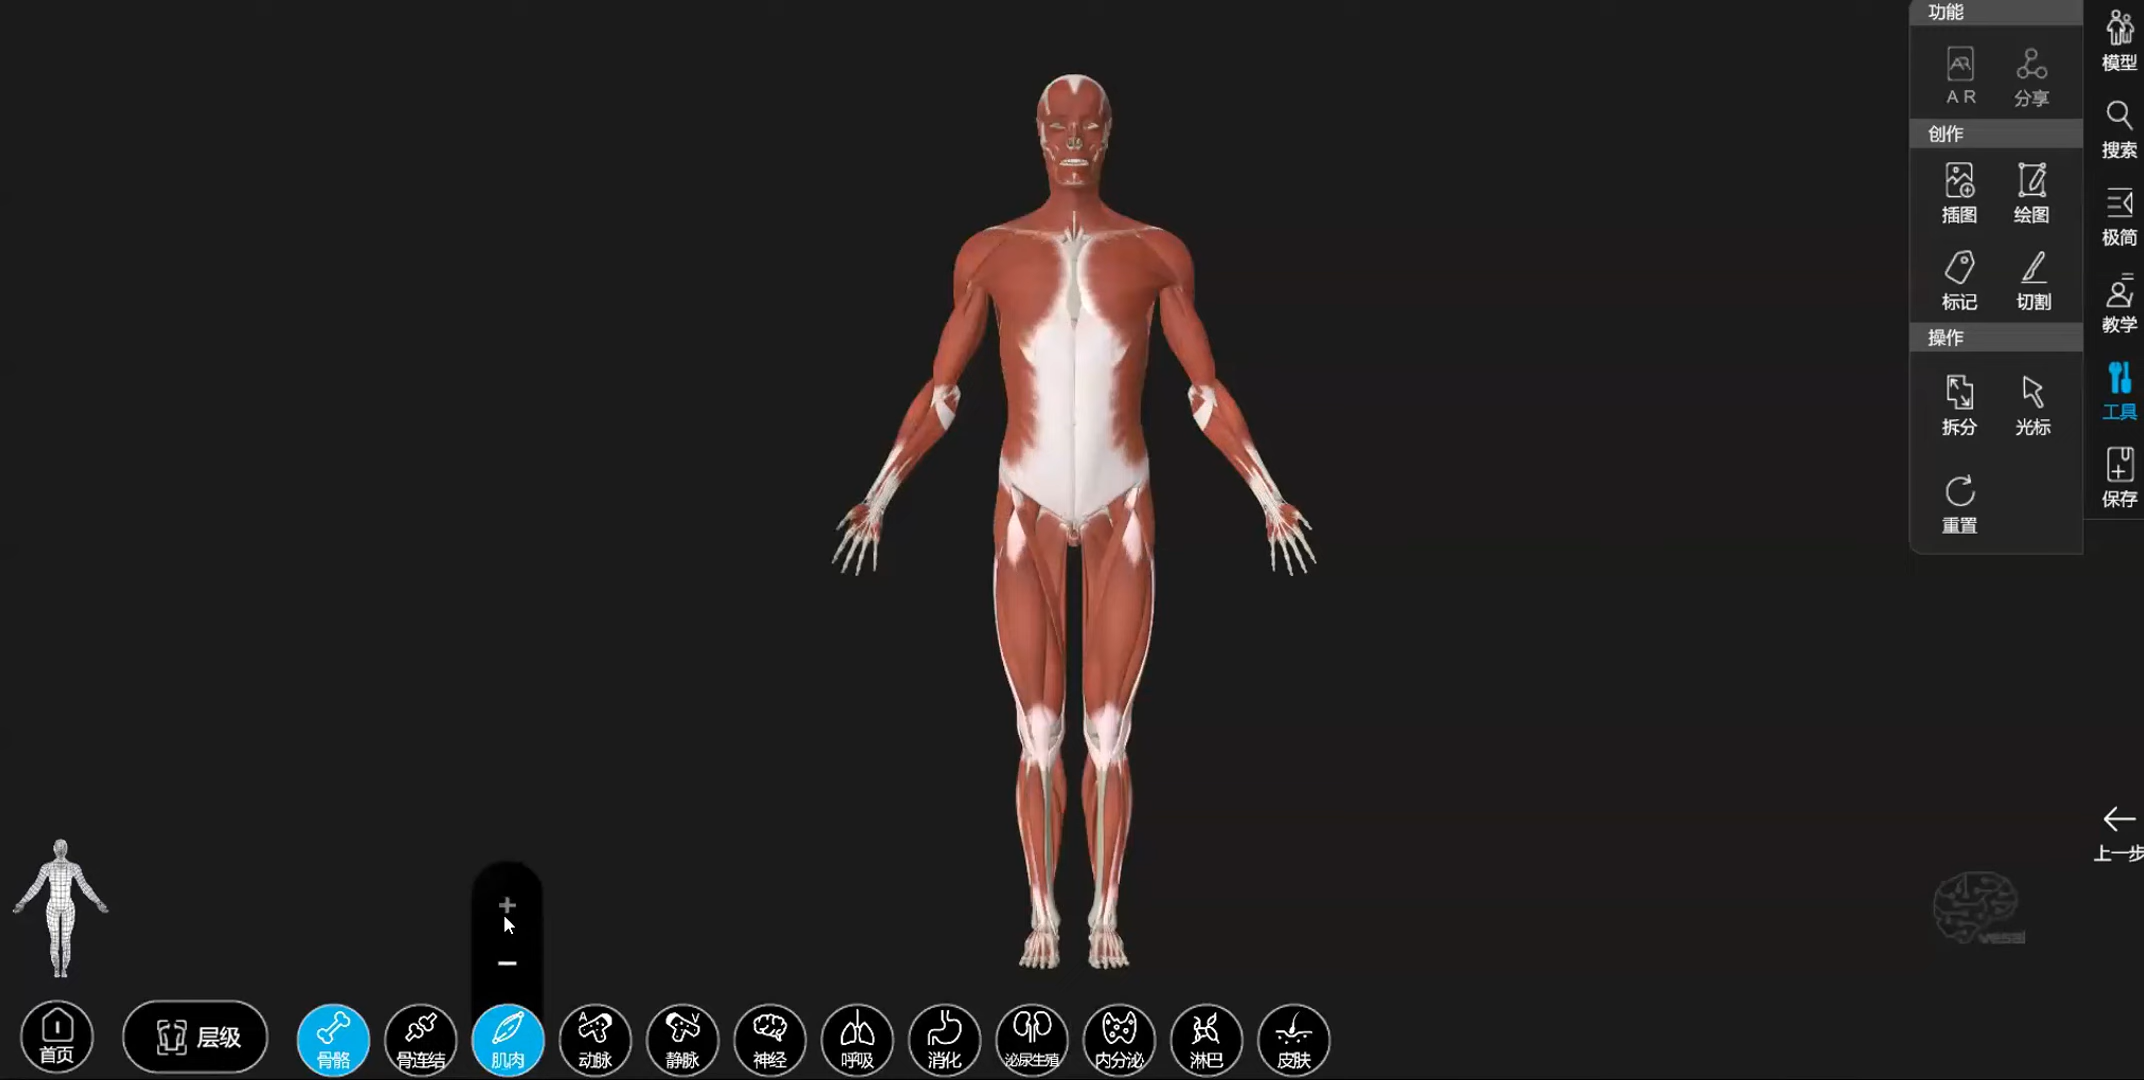 功能
AR
分享
创作
插图
绘图
标记
切割
操作
拆分
光标
重置
模型
搜索
极简
教学
工具
保存
上一步
vesal
首页
层级
骨骼
骨连结
肌肉
A
动脉
V
静脉
神经
呼吸
消化
泌尿生殖
内分泌
淋巴
皮肤